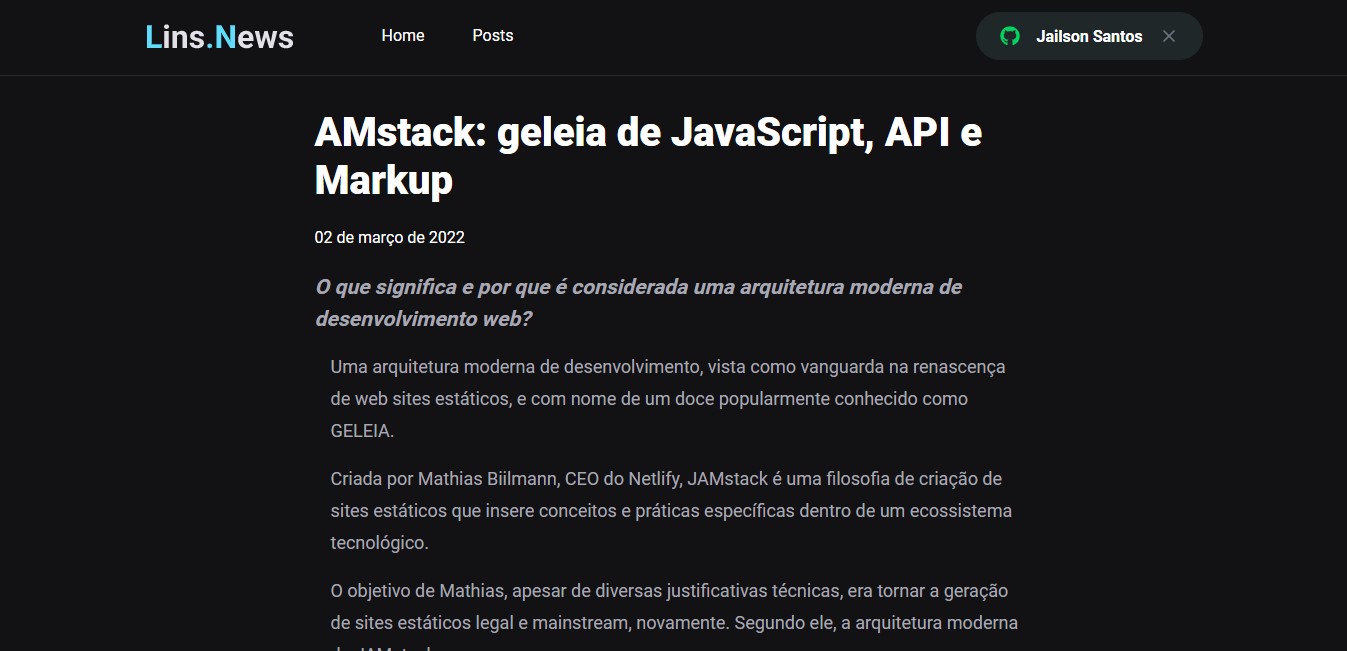 Lins.News
Home
Posts
Jailson Santos
AMstack: geleia de JavaScript, API e
Markup
02 de março de 2022
O que significa e por que é considerada uma arquitetura moderna de
desenvolvimento web?
Uma arquitetura moderna de desenvolvimento, vista como vanguarda na renascença
de web sites estáticos, e com nome de um doce popularmente conhecido como
GELEIA.
Criada por Mathias Biilmann, CEO do Netlify, JAMstack é uma filosofia de criação de
sites estáticos que insere conceitos e práticas específicas dentro de um ecossistema
tecnológico.
O objetivo de Mathias, apesar de diversas justificativas técnicas, era tornar a geração
de sites estáticos legal e mainstream, novamente. Segundo ele, a arquitetura moderna